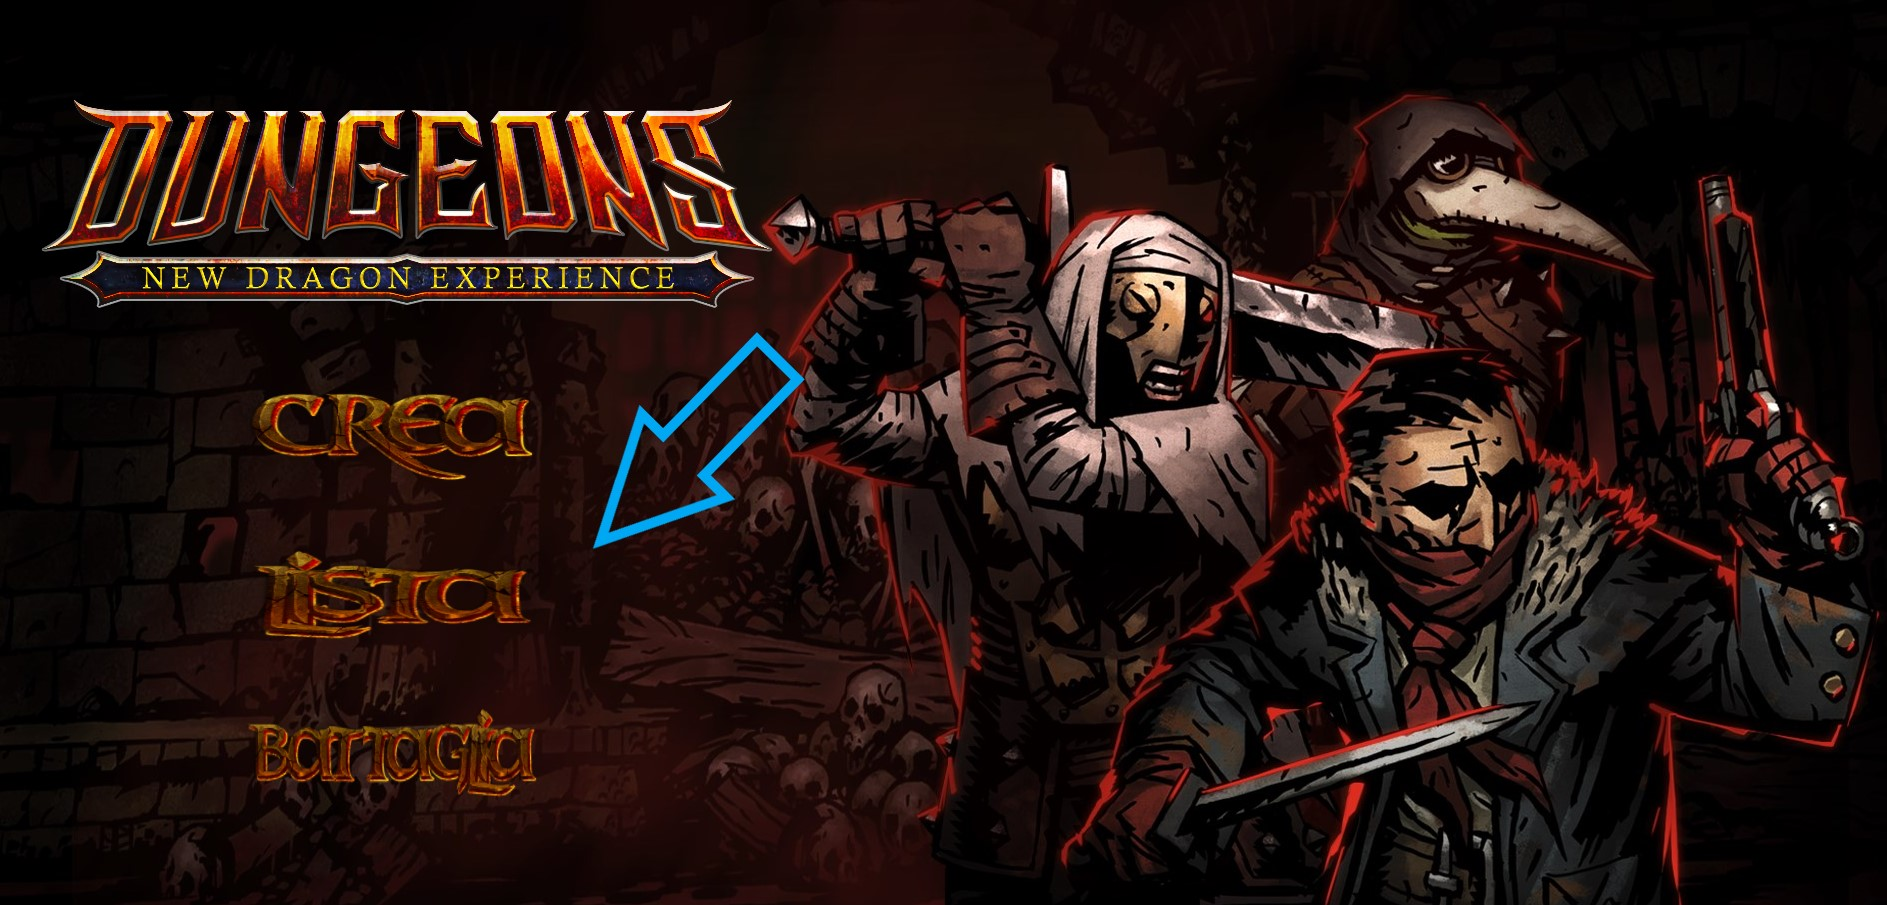 DUNGEONS
NEW DRAGON EXPERIENCE
CREA
LiSTA
BATTAGLiA